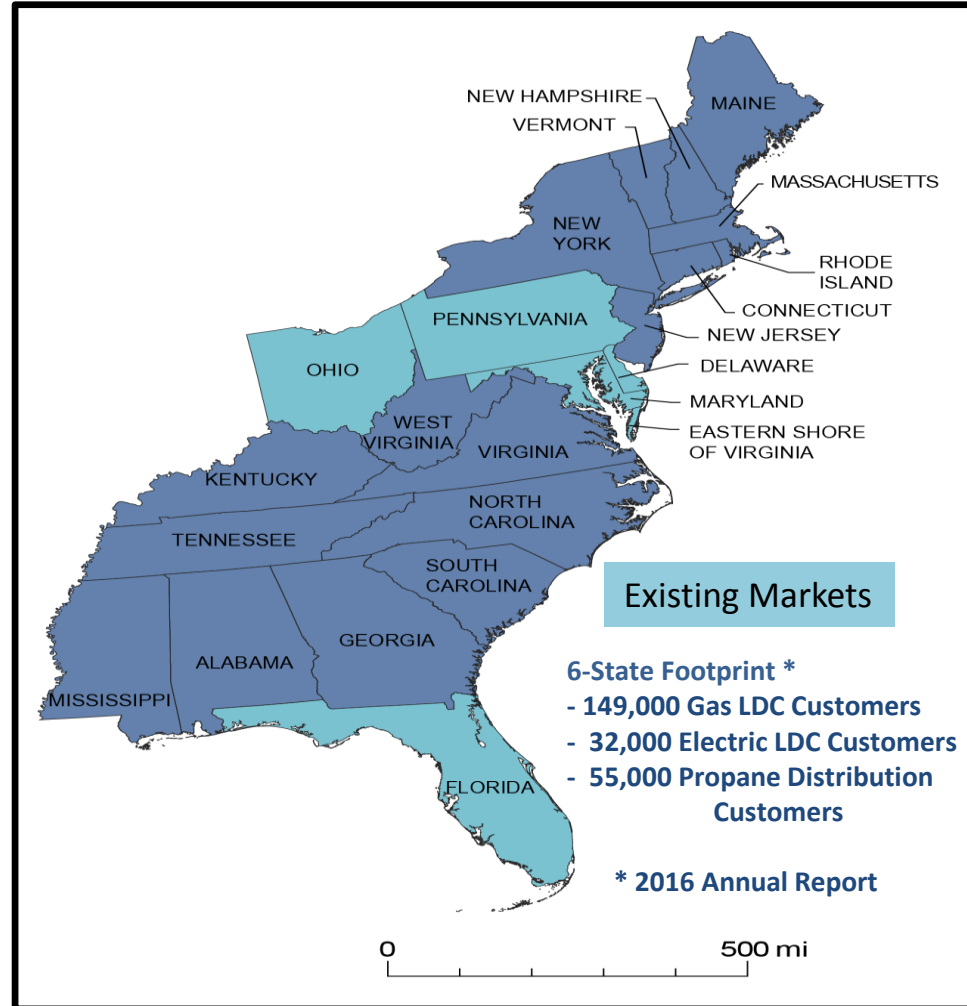 NEW HAMPSHIRE
MAINE
VERMONT
MASSACHUSETTS
NEW
YORK
RHODE
ISLAND
CONNECTICUT
PENNSYLVANIA
NEW JERSEY
OHIO
DELAWARE
MARYLAND
WEST
VIRGINIA
EASTERN SHORE
OF VIRGINIA
VIRGINIA
KENTUCKY
NORTH
CAROLINA
TENNESSEE
SOUTH
CAROLINA
Existing Markets
GEORGIA
ALABAMA
MISSISSIPPI
6-State Footprint *
- 149,000 Gas LDC Customers
- 32,000 Electric LDC Customers
- 55,000 Propane Distribution
Customers
FLORIDA
* 2016 Annual Report
0 500 mi